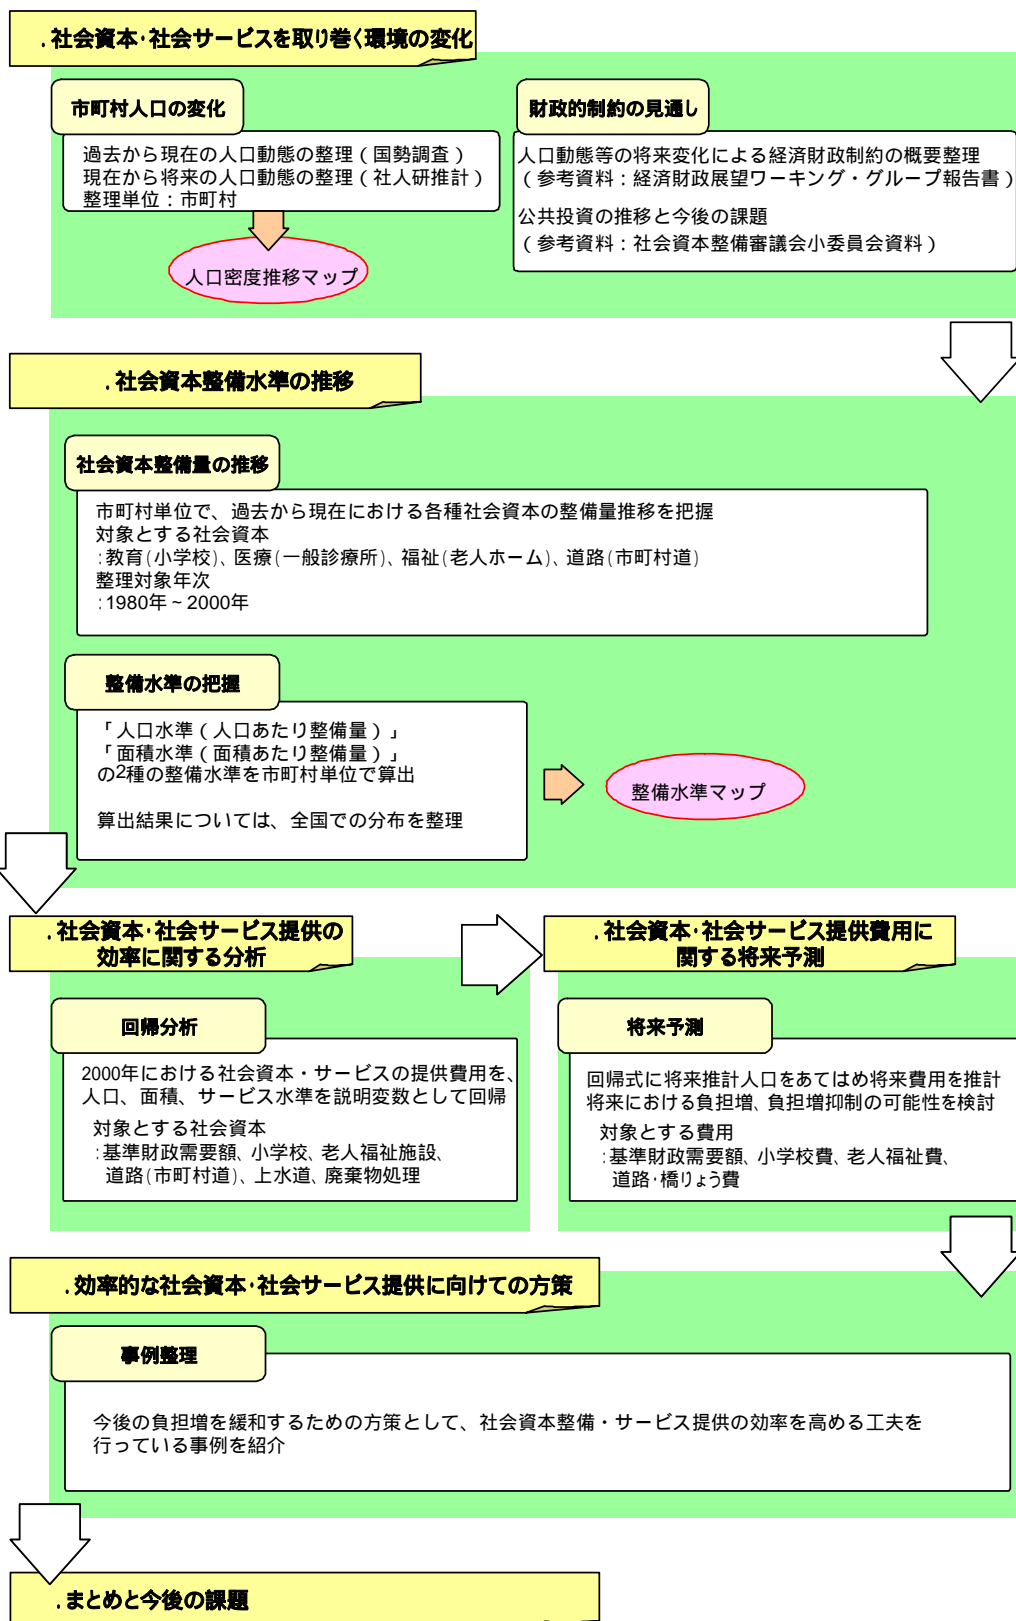 .社会資本・社会サービスを取り巻く環境の変化
市町村人口の変化
過去から現在の人口動態の整理（国勢調査）
現在から将来の人口動態の整理（社人研推計）
整理単位：市町村
人口密度推移マップ
財政的制約の見通し
人口動態等の将来変化による経済財政制約の概要整理
（参考資料：経済財政展望ワーキング・グループ報告書）
公共投資の推移と今後の課題
（参考資料：社会資本整備審議会小委員会資料）
.社会資本整備水準の推移
社会資本整備量の推移
市町村単位で、過去から現在における各種社会資本の整備量推移を把握
対象とする社会資本
：教育（小学校）、医療（一般診療所）、福祉（老人ホーム）、道路（市町村道）
整理対象年次
：1980年～2000年
整備水準の把握
「人口水準（人口あたり整備量）」
「面積水準（面積あたり整備量）」
の2種の整備水準を市町村単位で算出
算出結果については、全国での分布を整理
整備水準マップ
.社会資本・社会サービス提供の
効率に関する分析
回帰分析
2000年における社会資本・サービスの提供費用を、
人口、面積、サービス水準を説明変数として回帰
対象とする社会資本
：基準財政需要額、小学校、老人福祉施設、
道路（市町村道）、上水道、廃棄物処理
.社会資本・社会サービス提供費用に
関する将来予測
将来予測
回帰式に将来推計人口をあてはめ将来費用を推計
将来における負担増、負担増抑制の可能性を検討
対象とする費用
：基準財政需要額、小学校費、老人福祉費、
道路・橋りょう費
.効率的な社会資本・社会サービス提供に向けての方策
事例整理
今後の負担増を緩和するための方策として、社会資本整備・サービス提供の効率を高める工夫を
行っている事例を紹介
.まとめと今後の課題